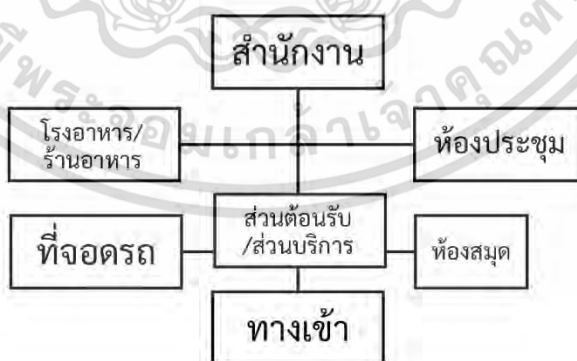 สำนักงาน
โรงอาหาร/
ร้านอาหาร
ห้องประชุม
ส่วนต้อนรับ
/ส่วนบริการ
ที่จอดรถ
ห้องสมุด
ทางเข้า